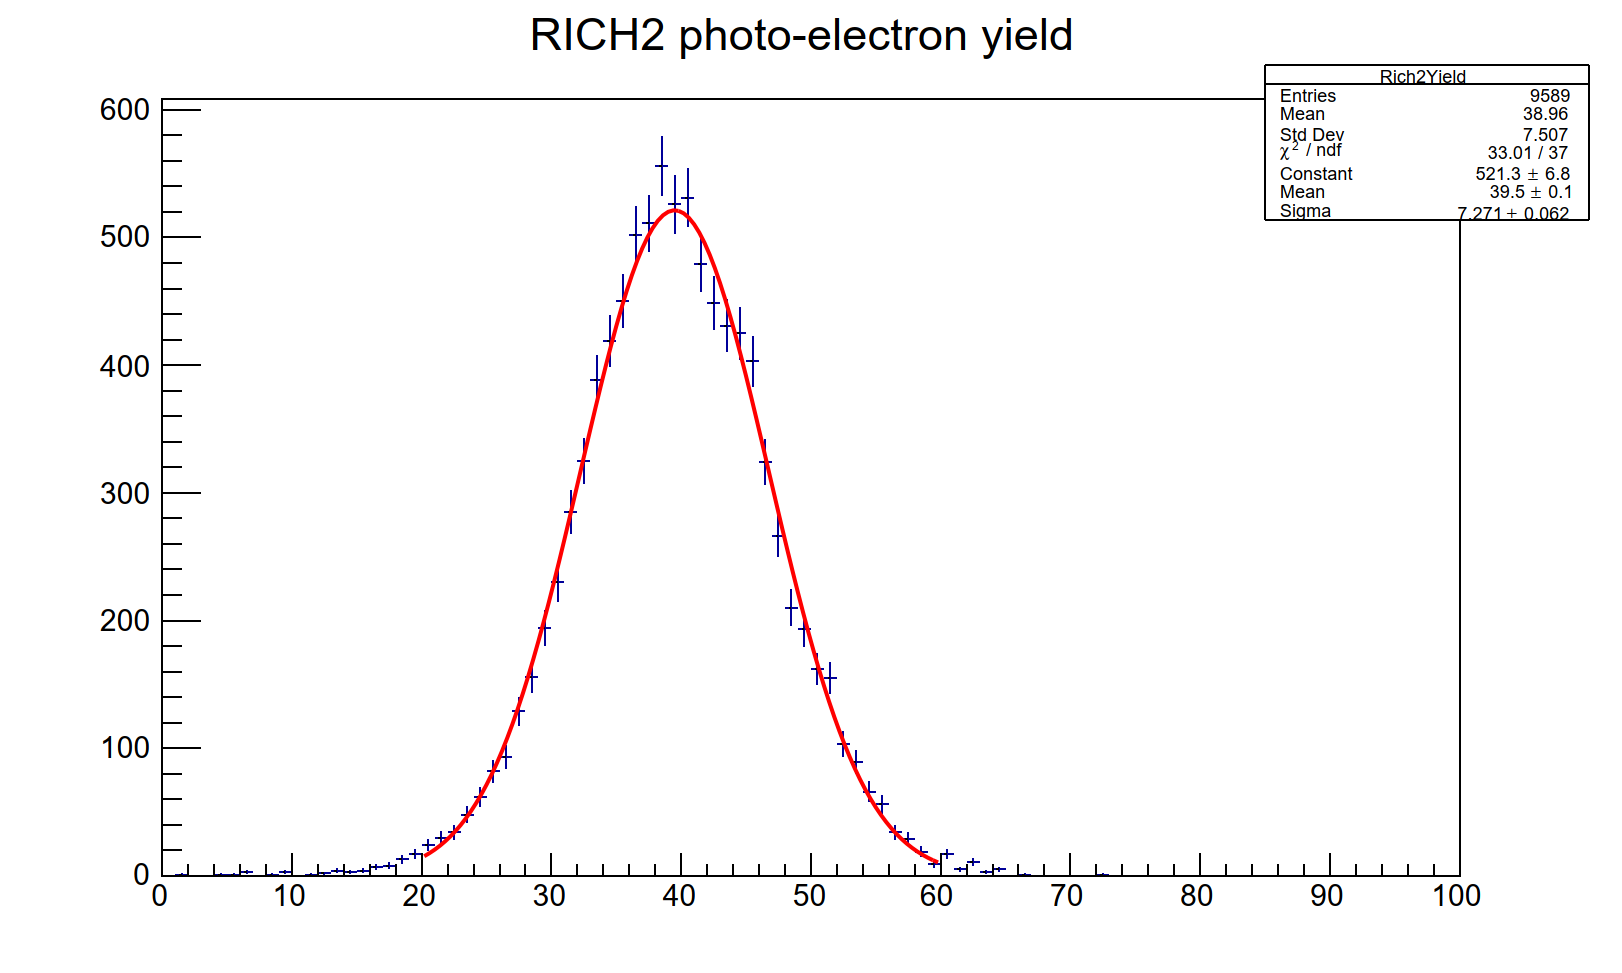 RICH2 photo-electron yield
Rich2Yield
Entries 9589
Mean 38.96
Std Dev 7.507
χ² / ndf 33.01 / 37
Constant 521.3 ± 6.8
Mean 39.5 ± 0.1
Sigma 7.271 ± 0.062
600
500
400
300
200
100
0
0 10 20 30 40 50 60 70 80 90 100